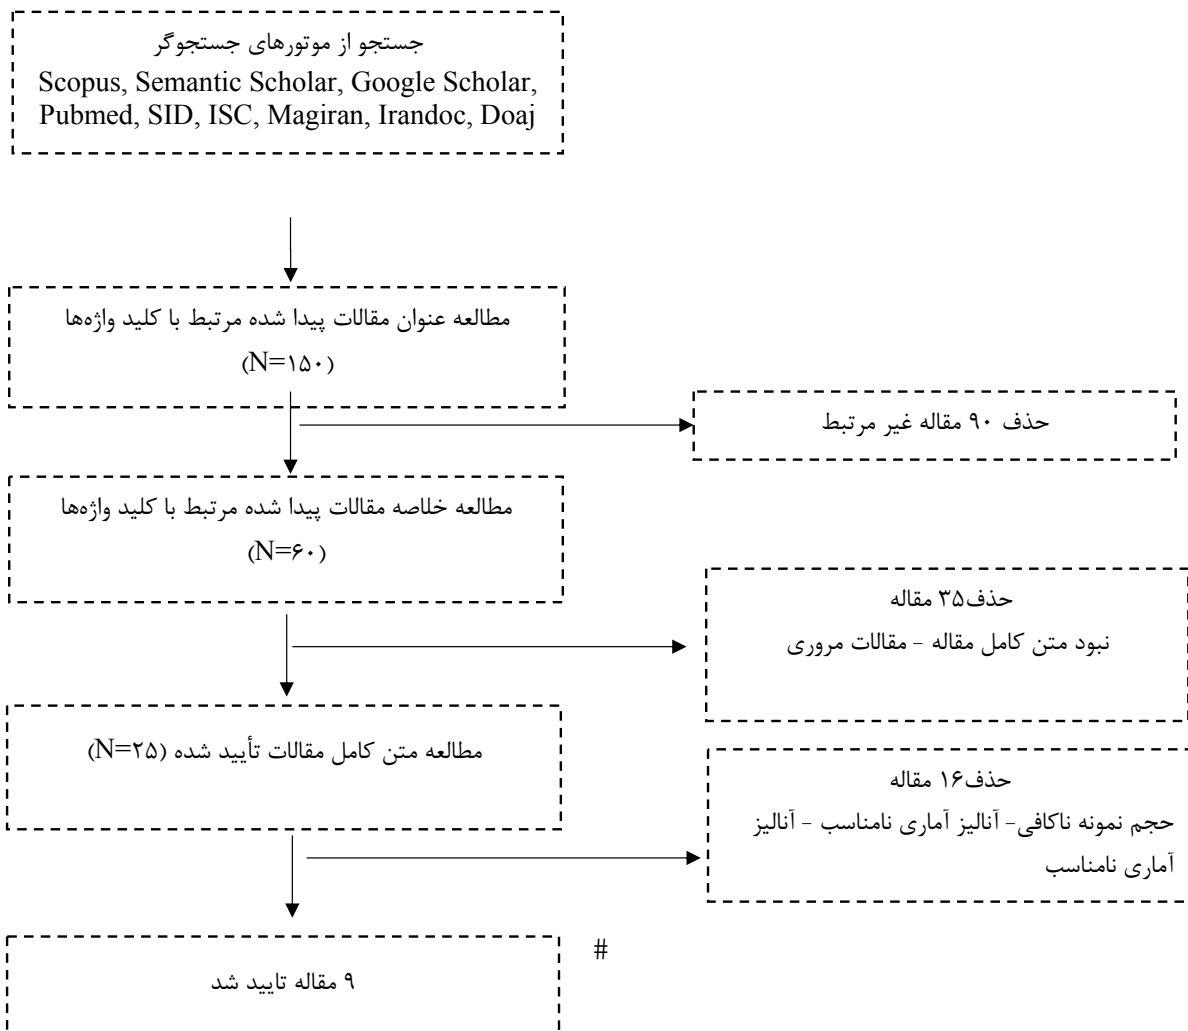 جستجو از موتورهای جستجوگر
Scopus, Semantic Scholar, Google Scholar,
Pubmed, SID, ISC, Magiran, Irandoc, Doaj
مطالعه عنوان مقالات پیدا شده مرتبط با کلید واژه‌ها
(N=۱۵۰)
حذف ۹۰ مقاله غیر مرتبط
مطالعه خلاصه مقالات پیدا شده مرتبط با کلید واژه‌ها
(N=۶۰)
حذف۳۵ مقاله
نبود متن کامل مقاله - مقالات مروری
مطالعه متن کامل مقالات تأیید شده (N=۲۵)
حذف۱۶ مقاله
حجم نمونه ناکافی- آنالیز آماری نامناسب - آنالیز
آماری نامناسب
#
۹ مقاله تایید شد